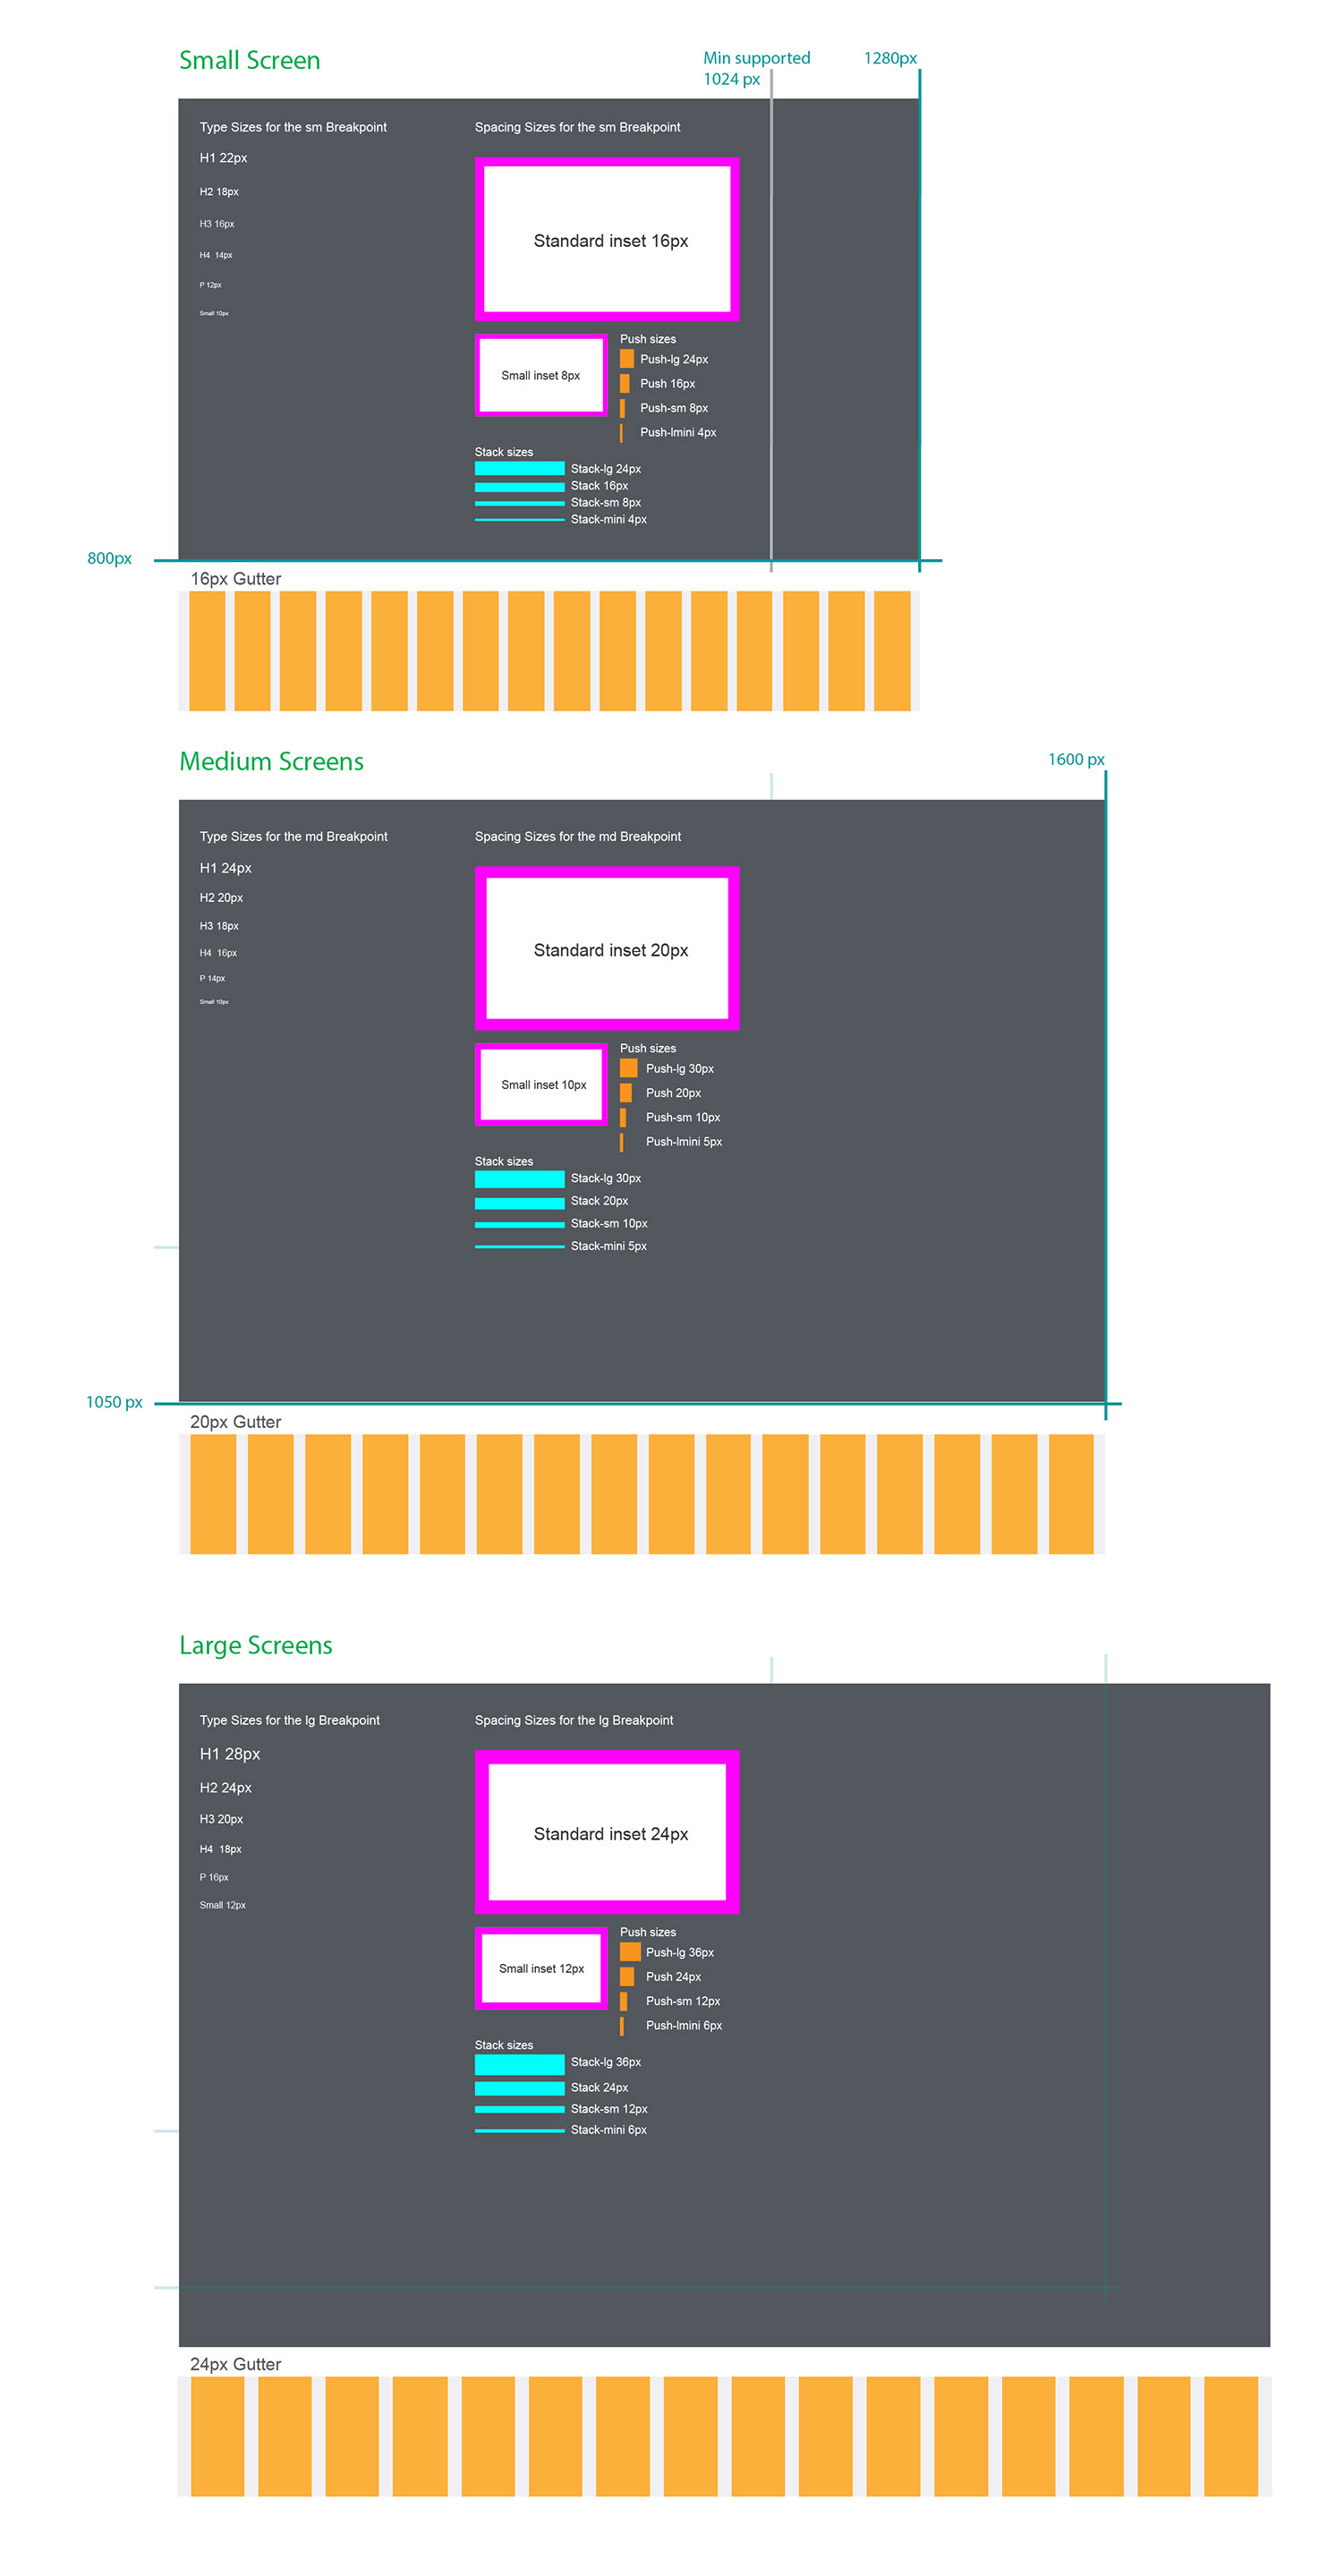 Small Screen
Min supported
1024 px
1280px
Type Sizes for the sm Breakpoint
H1 22px
H2 18px
H3 16px
H4  14px
P 12px
Small 10px
Spacing Sizes for the sm Breakpoint
Standard inset 16px
Small inset 8px
Push sizes
Push-lg 24px
Push 16px
Push-sm 8px
Push-lmini 4px
Stack sizes
Stack-lg 24px
Stack 16px
Stack-sm 8px
Stack-mini 4px
800px
16px Gutter
Medium Screens
1600 px
Type Sizes for the md Breakpoint
H1 24px
H2 20px
H3 18px
H4  16px
P 14px
Small 10px
Spacing Sizes for the md Breakpoint
Standard inset 20px
Small inset 10px
Push sizes
Push-lg 30px
Push 20px
Push-sm 10px
Push-lmini 5px
Stack sizes
Stack-lg 30px
Stack 20px
Stack-sm 10px
Stack-mini 5px
1050 px
20px Gutter
Large Screens
Type Sizes for the lg Breakpoint
H1 28px
H2 24px
H3 20px
H4  18px
P 16px
Small 12px
Spacing Sizes for the lg Breakpoint
Standard inset 24px
Small inset 12px
Push sizes
Push-lg 36px
Push 24px
Push-sm 12px
Push-lmini 6px
Stack sizes
Stack-lg 36px
Stack 24px
Stack-sm 12px
Stack-mini 6px
24px Gutter